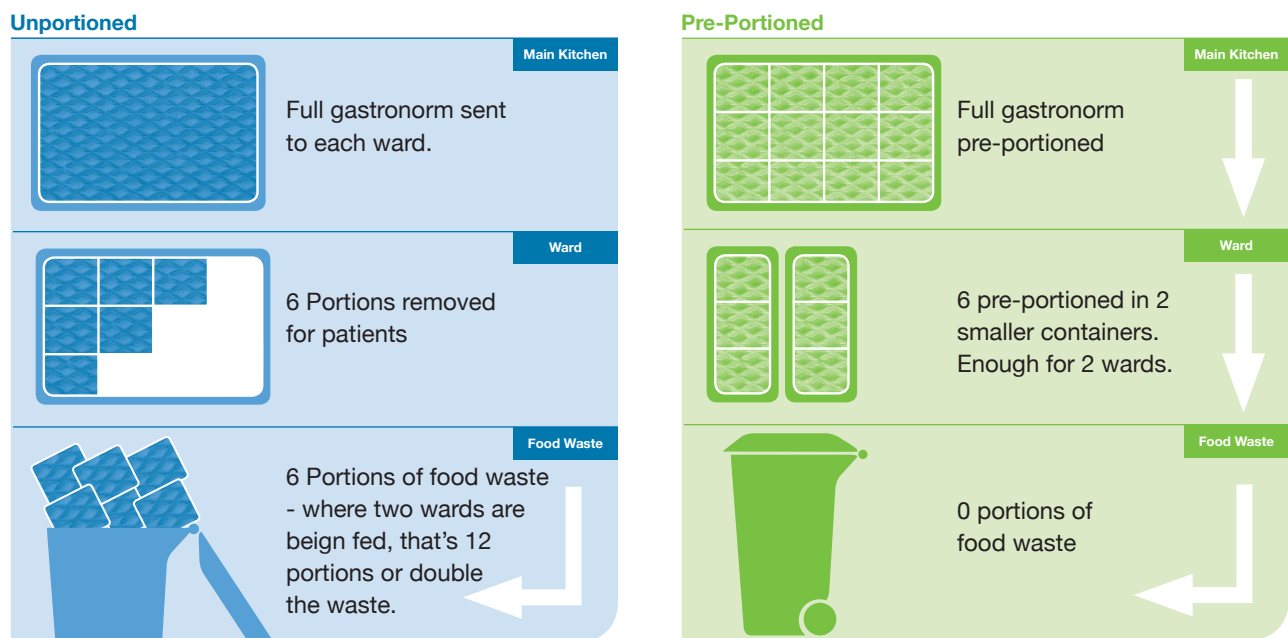 Unportioned
Main Kitchen
Full gastronorm sent
to each ward.
Ward
6 Portions removed
for patients
Food Waste
6 Portions of food waste
- where two wards are
beign fed, that's 12
portions or double
the waste.
Pre-Portioned
Main Kitchen
Full gastronorm
pre-portioned
Ward
6 pre-portioned in 2
smaller containers.
Enough for 2 wards.
Food Waste
0 portions of
food waste